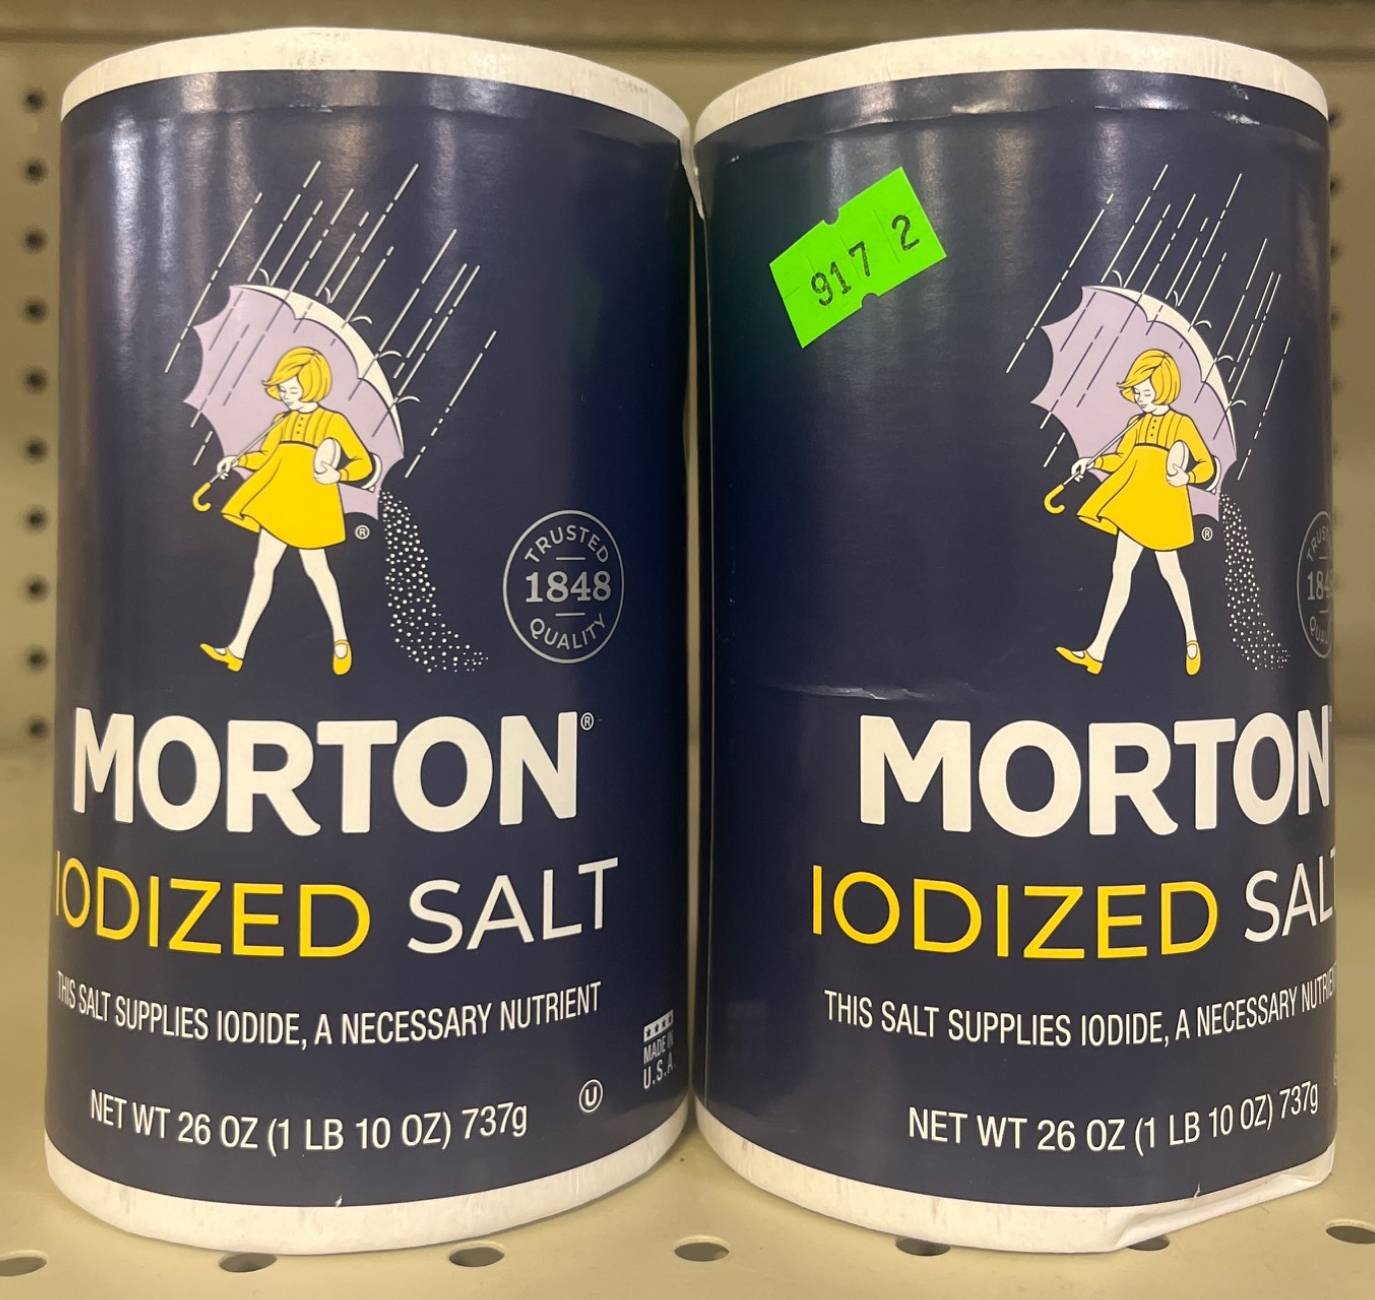 TRUSTED
1848
QUALITY
MORTON®
IODIZED SALT
THIS SALT SUPPLIES IODIDE, A NECESSARY NUTRIENT
MADE IN
U.S.A.
NET WT 26 OZ (1 LB 10 OZ) 737g
U
917 2
MORTON
IODIZED SALT
THIS SALT SUPPLIES IODIDE, A NECESSARY
NET WT 26 OZ (1 LB 10 OZ) 737g